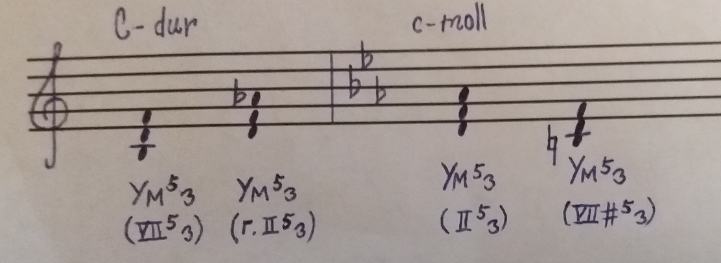 C-dur c-moll
Ум⁵₃ Ум⁵₃ Ум⁵₃ Ум⁵₃
(VII⁵₃) (г.II⁵₃) (II⁵₃) (VII#⁵₃)